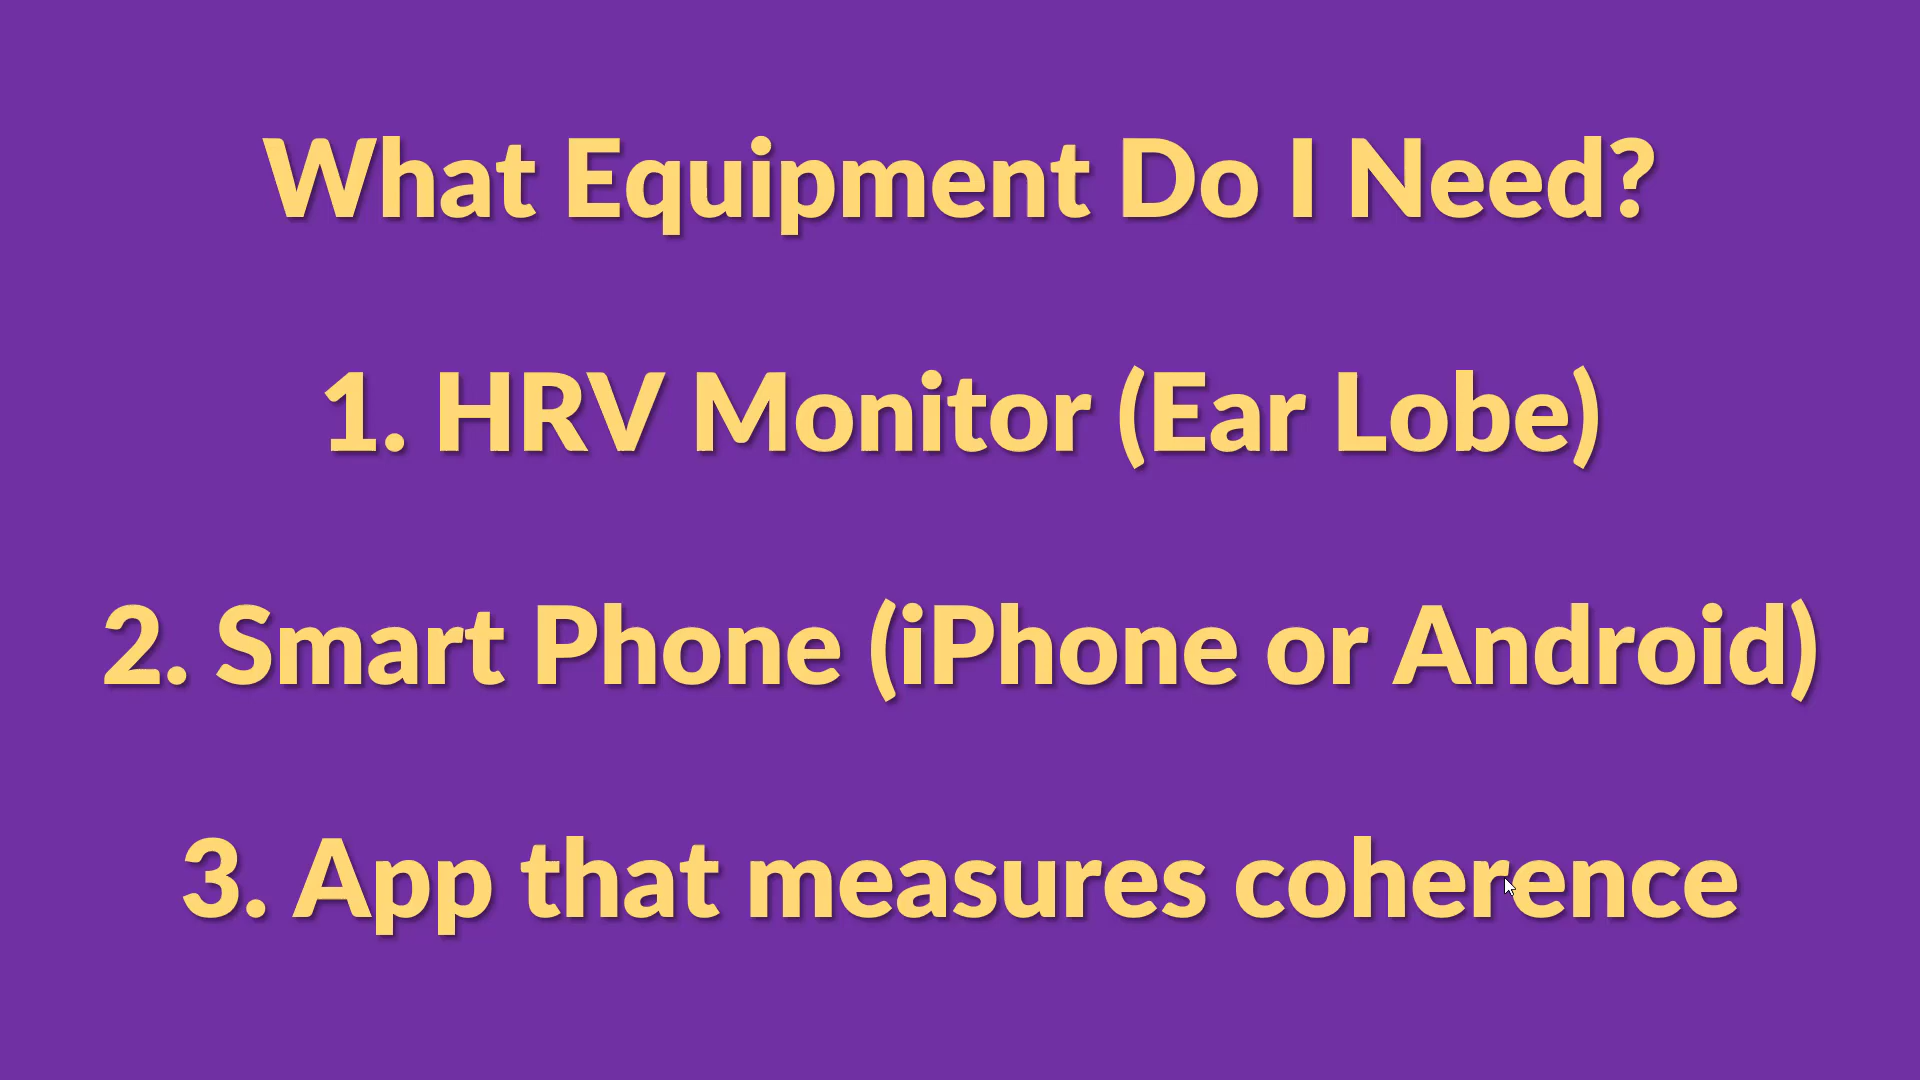 What Equipment Do I Need?
1. HRV Monitor (Ear Lobe)
2. Smart Phone (iPhone or Android)
3. App that measures coherence